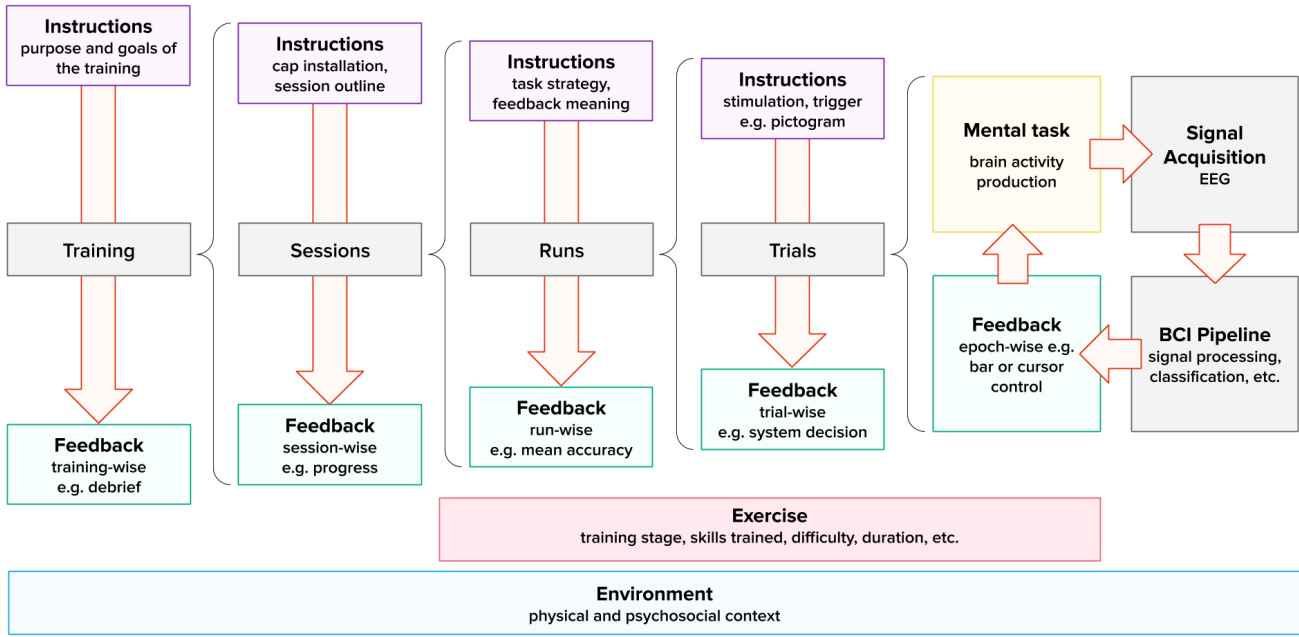 Instructions
purpose and goals of
the training
Training
Feedback
training-wise
e.g. debrief
Instructions
cap installation,
session outline
Sessions
Feedback
session-wise
e.g. progress
Instructions
task strategy,
feedback meaning
Runs
Feedback
run-wise
e.g. mean accuracy
Instructions
stimulation, trigger
e.g. pictogram
Trials
Feedback
trial-wise
e.g. system decision
Mental task
brain activity
production
Signal
Acquisition
EEG
BCI Pipeline
signal processing,
classification, etc.
Feedback
epoch-wise e.g.
bar or cursor
control
Exercise
training stage, skills trained, difficulty, duration, etc.
Environment
physical and psychosocial context